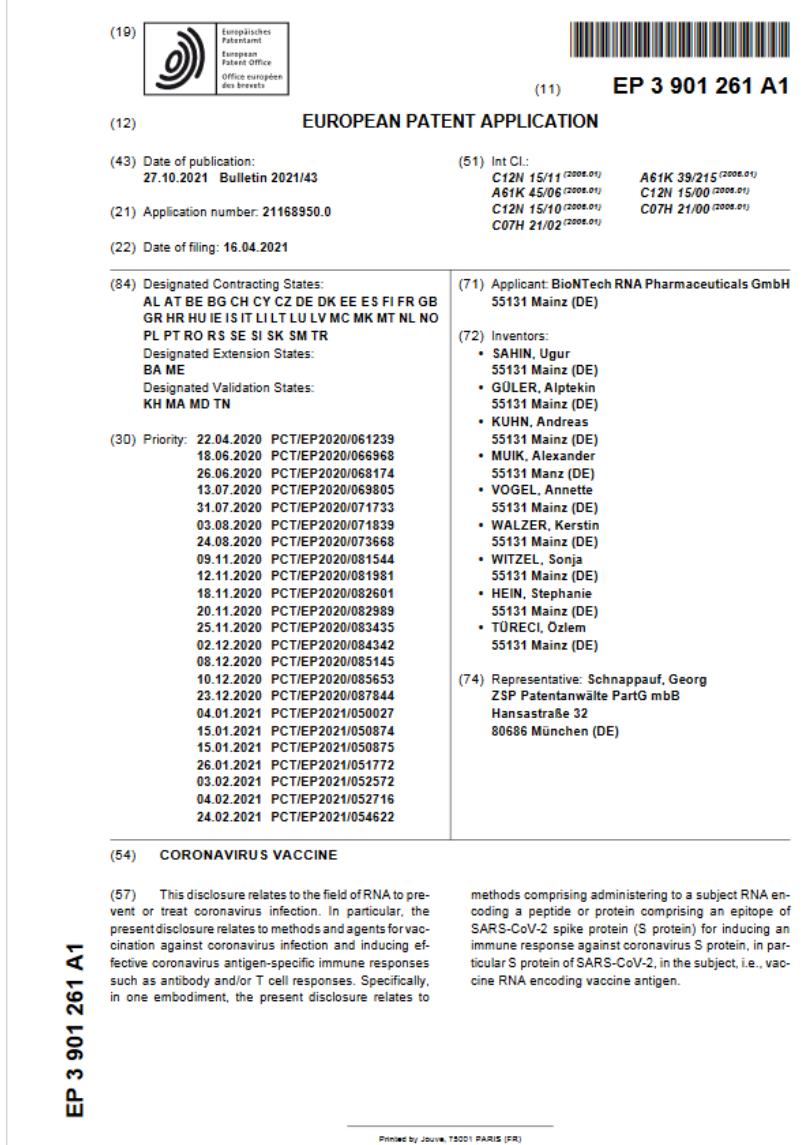 (19)
Europäisches
Patentamt
European
Patent Office
Office européen
des brevets
(11) EP 3 901 261 A1
(12) EUROPEAN PATENT APPLICATION
(43) Date of publication:
27.10.2021 Bulletin 2021/43
(21) Application number: 21168950.0
(22) Date of filing: 16.04.2021
(51) Int Cl.:
C12N 15/11 (2006.01) A61K 39/215 (2006.01)
A61K 45/06 (2006.01) C12N 15/00 (2006.01)
C12N 15/10 (2006.01) C07H 21/00 (2006.01)
C07H 21/02 (2006.01)
(84) Designated Contracting States:
AL AT BE BG CH CY CZ DE DK EE ES FI FR GB
GR HR HU IE IS IT LI LT LU LV MC MK MT NL NO
PL PT RO RS SE SI SK SM TR
Designated Extension States:
BA ME
Designated Validation States:
KH MA MD TN
(30) Priority: 22.04.2020 PCT/EP2020/061239
18.06.2020 PCT/EP2020/066968
26.06.2020 PCT/EP2020/068174
13.07.2020 PCT/EP2020/069805
31.07.2020 PCT/EP2020/071733
03.08.2020 PCT/EP2020/071839
24.08.2020 PCT/EP2020/073668
09.11.2020 PCT/EP2020/081544
12.11.2020 PCT/EP2020/081981
18.11.2020 PCT/EP2020/082601
20.11.2020 PCT/EP2020/082989
25.11.2020 PCT/EP2020/083435
02.12.2020 PCT/EP2020/084342
08.12.2020 PCT/EP2020/085145
10.12.2020 PCT/EP2020/085653
23.12.2020 PCT/EP2020/087844
04.01.2021 PCT/EP2021/050027
15.01.2021 PCT/EP2021/050874
15.01.2021 PCT/EP2021/050875
26.01.2021 PCT/EP2021/051772
03.02.2021 PCT/EP2021/052572
04.02.2021 PCT/EP2021/052716
24.02.2021 PCT/EP2021/054622
(71) Applicant: BioNTech RNA Pharmaceuticals GmbH
55131 Mainz (DE)
(72) Inventors:
• SAHIN, Ugur
55131 Mainz (DE)
• GÜLER, Alptekin
55131 Mainz (DE)
• KUHN, Andreas
55131 Mainz (DE)
• MUIK, Alexander
55131 Manz (DE)
• VOGEL, Annette
55131 Mainz (DE)
• WALZER, Kerstin
55131 Mainz (DE)
• WITZEL, Sonja
55131 Mainz (DE)
• HEIN, Stephanie
55131 Mainz (DE)
• TÜRECI, Özlem
55131 Mainz (DE)
(74) Representative: Schnappauf, Georg
ZSP Patentanwälte PartG mbB
Hansastraße 32
80686 München (DE)
(54) CORONAVIRUS VACCINE
(57) This disclosure relates to the field of RNA to pre-
vent or treat coronavirus infection. In particular, the
present disclosure relates to methods and agents for vac-
cination against coronavirus infection and inducing ef-
fective coronavirus antigen-specific immune responses
such as antibody and/or T cell responses. Specifically,
in one embodiment, the present disclosure relates to
methods comprising administering to a subject RNA en-
coding a peptide or protein comprising an epitope of
SARS-CoV-2 spike protein (S protein) for inducing an
immune response against coronavirus S protein, in par-
ticular S protein of SARS-CoV-2, in the subject, i.e., vac-
cine RNA encoding vaccine antigen.
EP 3 901 261 A1
Printed by Jouve, 75001 PARIS (FR)